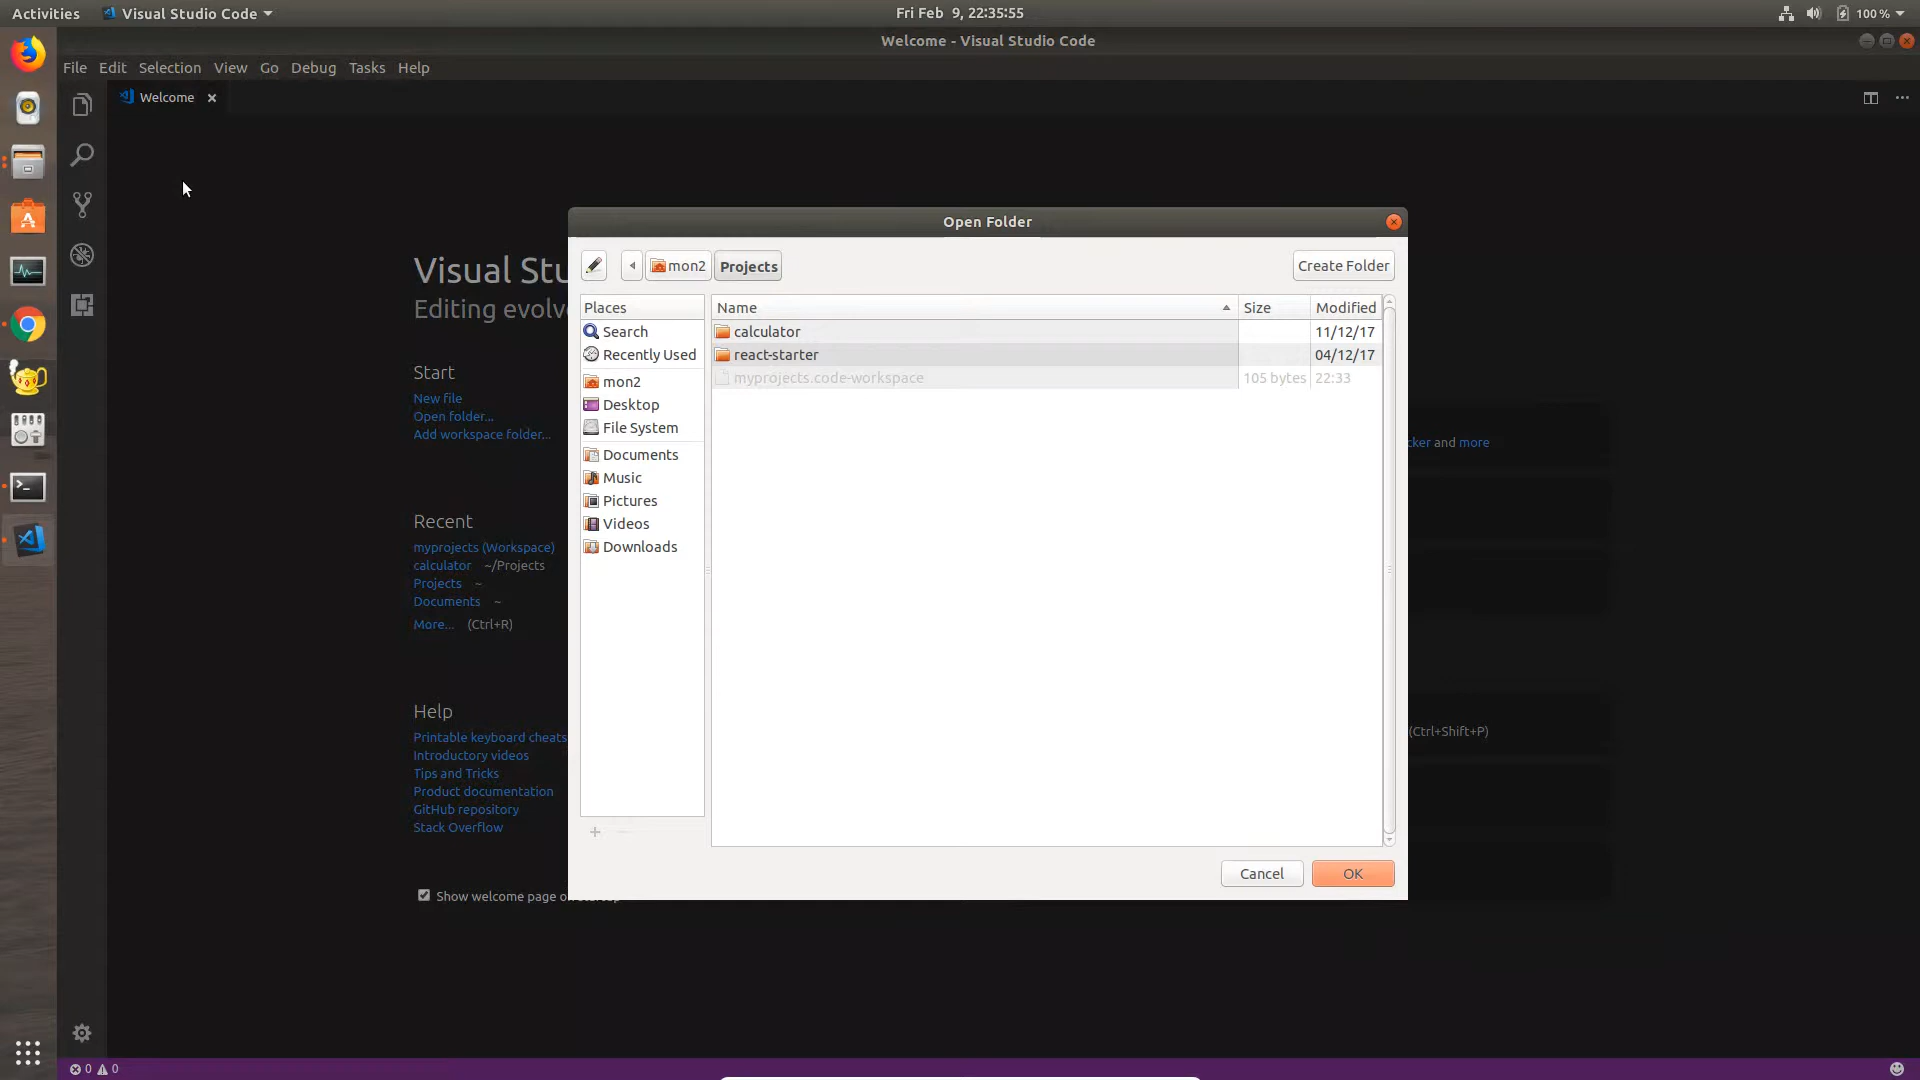 Activities
Visual Studio Code
Fri Feb 9, 22:35:55
100 %
Welcome - Visual Studio Code
File Edit Selection View Go Debug Tasks Help
Welcome
Open Folder
mon2 Projects
Create Folder
Places
Search
Recently Used
mon2
Desktop
File System
Documents
Music
Pictures
Videos
Downloads
Name Size Modified
calculator 11/12/17
react-starter 04/12/17
myprojects.code-workspace 105 bytes 22:33
Cancel OK
Visual Stu
Editing evolve
Start
New file
Open folder...
Add workspace folder...
Recent
myprojects (Workspace)
calculator ~/Projects
Projects ~
Documents ~
More... (Ctrl+R)
Help
Printable keyboard cheats
Introductory videos
Tips and Tricks
Product documentation
GitHub repository
Stack Overflow
Show welcome page on startup
cker and more
(Ctrl+Shift+P)
0 0